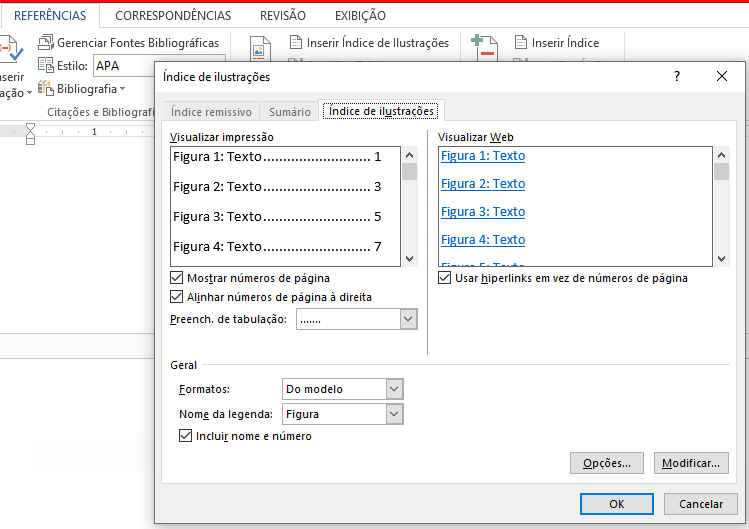 REFERÊNCIAS CORRESPONDÊNCIAS REVISÃO EXIBIÇÃO
Gerenciar Fontes Bibliográficas
Inserir Índice de Ilustrações
Inserir Índice
Estilo: APA
Bibliografia
Citações e Bibliografi
1
Índice de ilustrações
?
Índice remissivo Sumário Índice de ilustrações
Visualizar impressão
Figura 1: Texto.......................... 1
Figura 2: Texto.......................... 3
Figura 3: Texto.......................... 5
Figura 4: Texto.......................... 7
Mostrar números de página
Alinhar números de página à direita
Preench. de tabulação: .......
Visualizar Web
Figura 1: Texto
Figura 2: Texto
Figura 3: Texto
Figura 4: Texto
Figura 5: Texto
Usar hiperlinks em vez de números de página
Geral
Formatos: Do modelo
Nome da legenda: Figura
Incluir nome e número
Opções... Modificar...
OK Cancelar